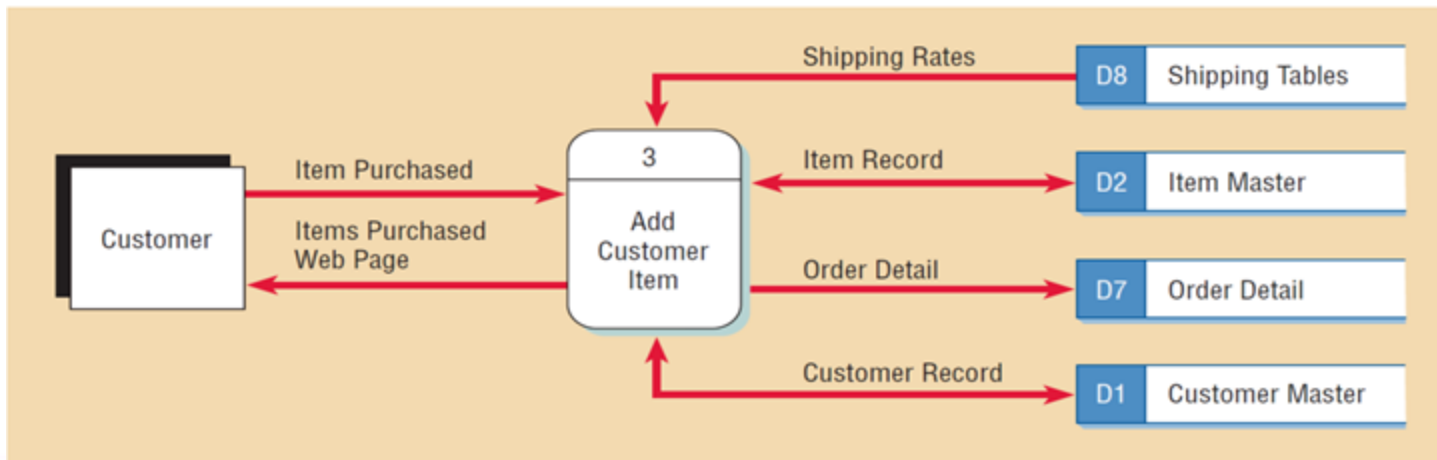 Shipping Rates
D8 Shipping Tables
Item Purchased
3
Item Record
D2 Item Master
Customer
Items Purchased
Web Page
Add
Customer
Item
Order Detail
D7 Order Detail
Customer Record
D1 Customer Master